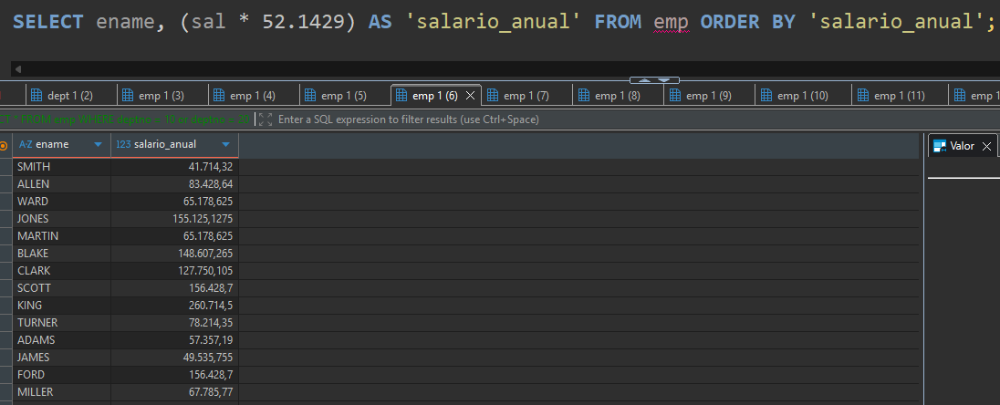 SELECT ename, (sal * 52.1429) AS 'salario_anual' FROM emp ORDER BY 'salario_anual';
dept 1 (2) emp 1 (3) emp 1 (4) emp 1 (5) emp 1 (6) emp 1 (7) emp 1 (8) emp 1 (9) emp 1 (10) emp 1 (11) emp 1
CT * FROM emp WHERE deptno = 10 or deptno = 20 Enter a SQL expression to filter results (use Ctrl+Space)
A-Z ename 123 salario_anual Valor
SMITH 41.714,32
ALLEN 83.428,64
WARD 65.178,625
JONES 155.125,1275
MARTIN 65.178,625
BLAKE 148.607,265
CLARK 127.750,105
SCOTT 156.428,7
KING 260.714,5
TURNER 78.214,35
ADAMS 57.357,19
JAMES 49.535,755
FORD 156.428,7
MILLER 67.785,77